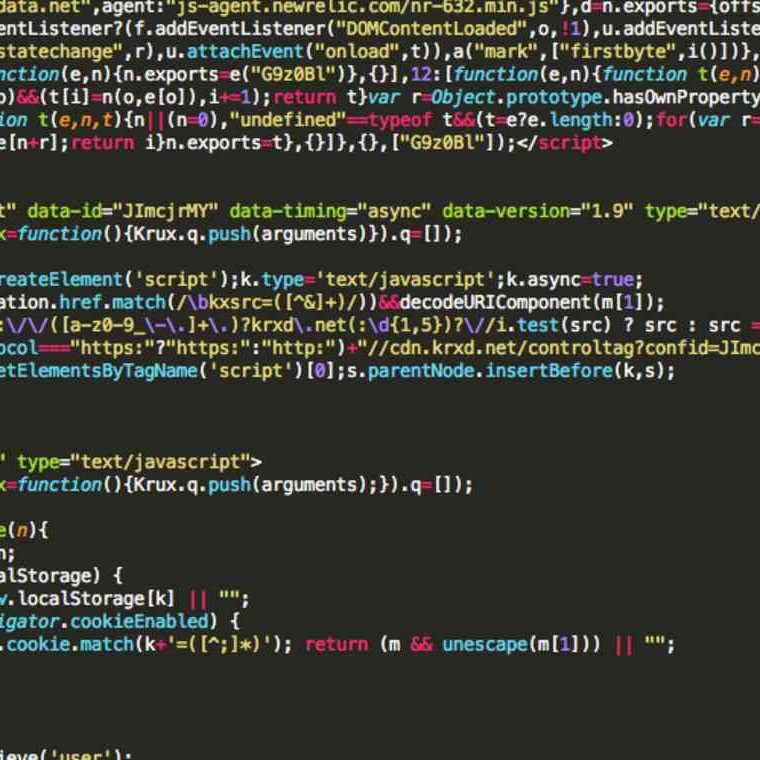 data.net",agent:"js-agent.newrelic.com/nr-632.min.js"},d=n.exports={offs
entListener?(f.addEventListener("DOMContentLoaded",o,!1),u.addEventListe
statechange",r),u.attachEvent("onload",t)),a("mark",["firstbyte",i()])},
nction(e,n){n.exports=e("G9z0Bl")},{}],12:[function(e,n){function t(e,n)
o)&&(t[i]=n(o,e[o]),i+=1);return t}var r=Object.prototype.hasOwnProperty
ion t(e,n,t){n||(n=0),"undefined"==typeof t&&(t=e?e.length:0);for(var r=
e[n+r];return i}n.exports=t},{}]},{},["G9z0Bl"]);</script>
t" data-id="JImcjrMY" data-timing="async" data-version="1.9" type="text/
x=function(){Krux.q.push(arguments)}).q=[]);
reateElement('script');k.type='text/javascript';k.async=true;
ation.href.match(/\bkxsrc=([^&]+)/))&&decodeURIComponent(m[1]);
:\/\/([a-z0-9_\-\.]+\.)?krxd\.net(:\d{1,5})?\//i.test(src) ? src : src =
ocol==="https:"?"https:":"http:")+"//cdn.krxd.net/controltag?confid=JImc
etElementsByTagName('script')[0];s.parentNode.insertBefore(k,s);
" type="text/javascript">
x=function(){Krux.q.push(arguments);}).q=[]);
e(n){
n;
alStorage) {
w.localStorage[k] || "";
igator.cookieEnabled) {
.cookie.match(k+'=([^;]*)'); return (m && unescape(m[1])) || "";
ieve('user');